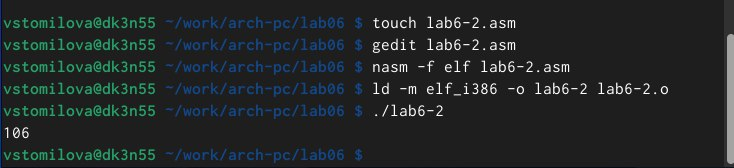 vstomilova@dk3n55 ~/work/arch-pc/lab06 $ touch lab6-2.asm
vstomilova@dk3n55 ~/work/arch-pc/lab06 $ gedit lab6-2.asm
vstomilova@dk3n55 ~/work/arch-pc/lab06 $ nasm -f elf lab6-2.asm
vstomilova@dk3n55 ~/work/arch-pc/lab06 $ ld -m elf_i386 -o lab6-2 lab6-2.o
vstomilova@dk3n55 ~/work/arch-pc/lab06 $ ./lab6-2
106
vstomilova@dk3n55 ~/work/arch-pc/lab06 $